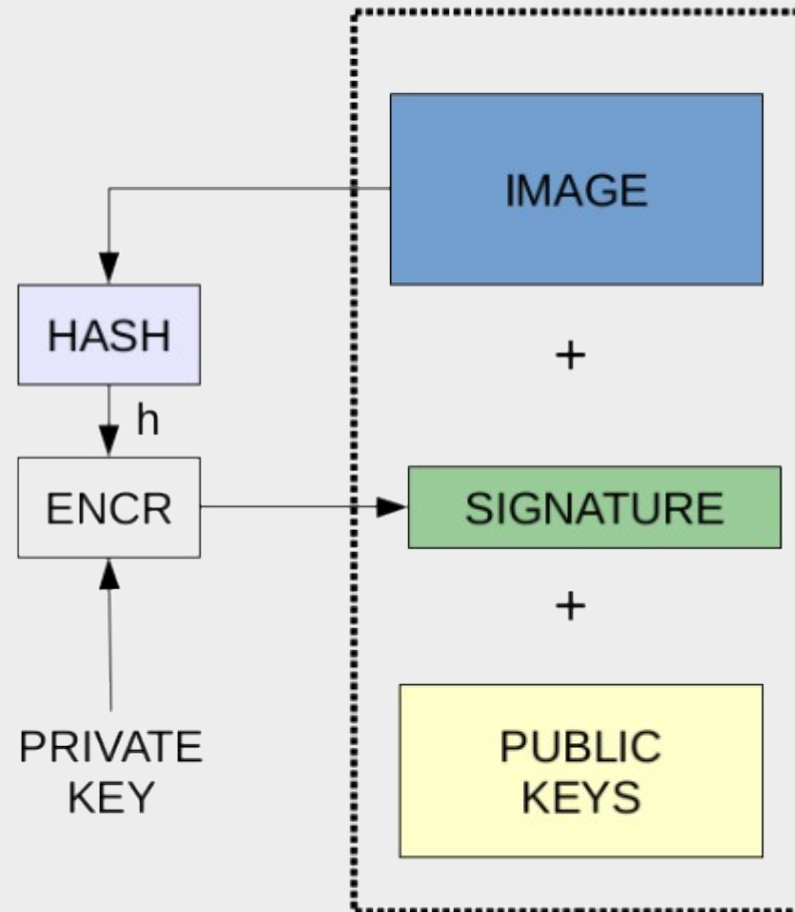 IMAGE
HASH
+
h
ENCR
SIGNATURE
+
PRIVATE
KEY
PUBLIC
KEYS